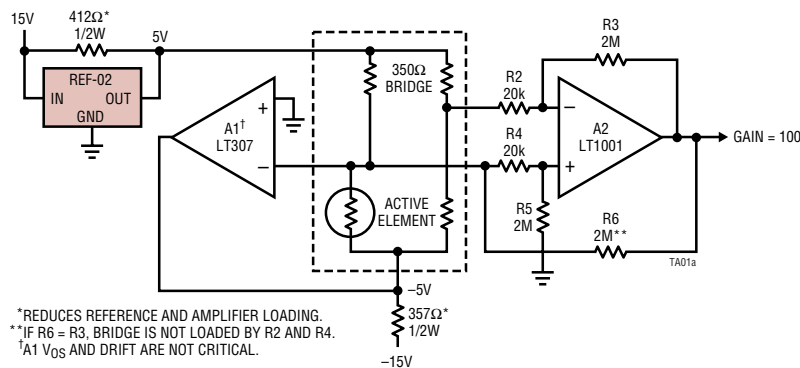 15V
412Ω*
1/2W
5V
REF-02
IN
OUT
GND
A1†
LT307
+
–
350Ω
BRIDGE
ACTIVE
ELEMENT
R2
20k
R4
20k
R3
2M
–
+
A2
LT1001
GAIN = 100
R5
2M
R6
2M**
TA01a
–5V
357Ω*
1/2W
–15V
*REDUCES REFERENCE AND AMPLIFIER LOADING.
**IF R6 = R3, BRIDGE IS NOT LOADED BY R2 AND R4.
†A1 VOS AND DRIFT ARE NOT CRITICAL.